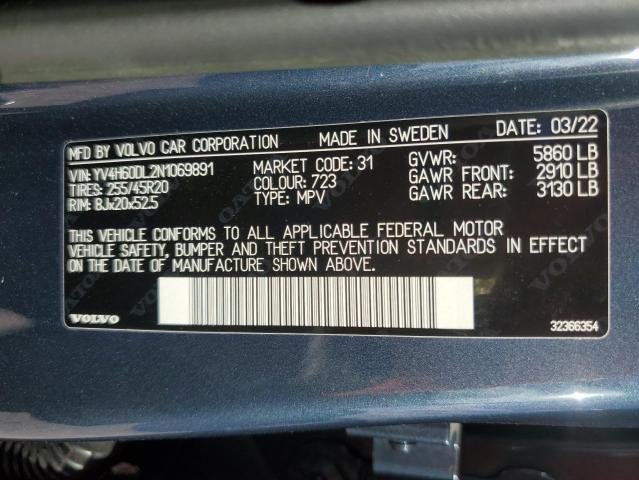 MFD BY VOLVO CAR CORPORATION MADE IN SWEDEN DATE: 03/22
VIN: YV4H60DL2N1069891 MARKET CODE: 31 GVWR: 5860 LB
TIRES: 255/45R20 COLOUR: 723 GAWR FRONT: 2910 LB
RIM: 8Jx20x52.5 TYPE: MPV GAWR REAR: 3130 LB
THIS VEHICLE CONFORMS TO ALL APPLICABLE FEDERAL MOTOR
VEHICLE SAFETY, BUMPER AND THEFT PREVENTION STANDARDS IN EFFECT
ON THE DATE OF MANUFACTURE SHOWN ABOVE.
VOLVO 32366354